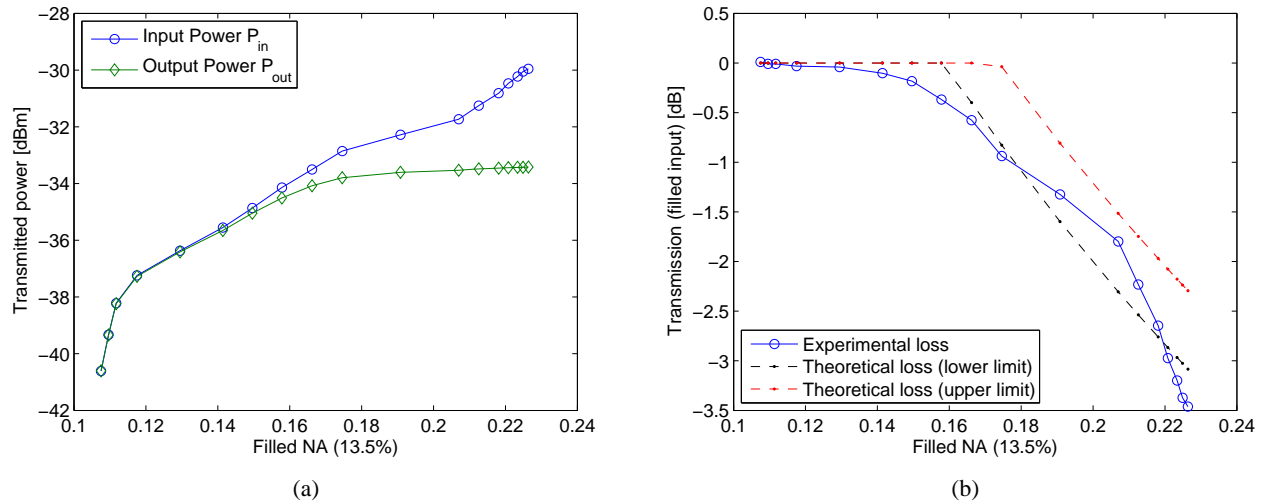 −28
−30
−32
−34
−36
−38
−40
−42
Transmitted power [dBm]
Input Power P_in
Output Power P_out
0.1 0.12 0.14 0.16 0.18 0.2 0.22 0.24
Filled NA (13.5%)
(a)
0.5
0
−0.5
−1
−1.5
−2
−2.5
−3
−3.5
Transmission (filled input) [dB]
Experimental loss
Theoretical loss (lower limit)
Theoretical loss (upper limit)
0.1 0.12 0.14 0.16 0.18 0.2 0.22 0.24
Filled NA (13.5%)
(b)